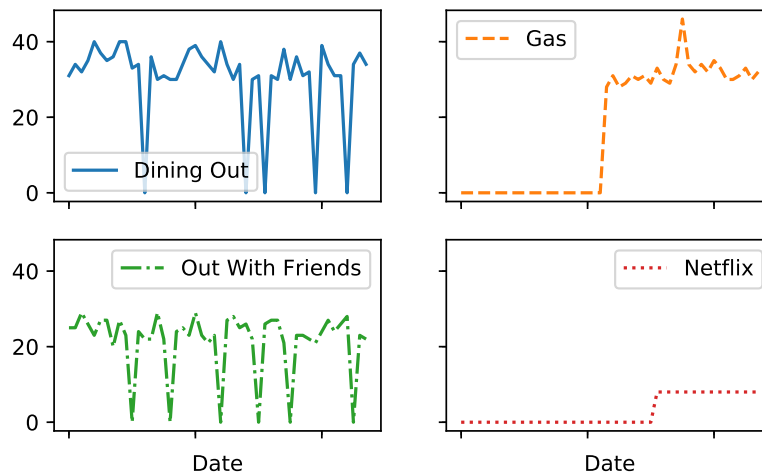 40
20
0
Dining Out
Gas
40
20
0
Out With Friends
Netflix
Date
Date